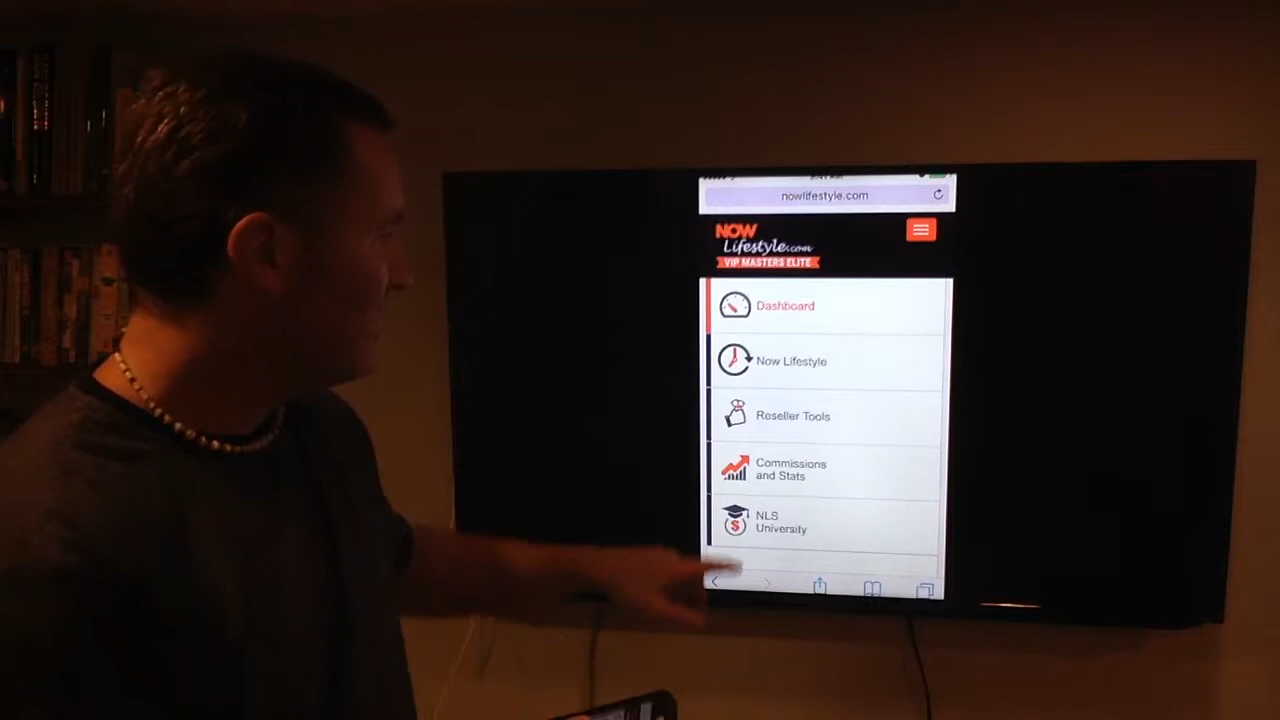 nowlifestyle.com
NOW
Lifestyle.com
VIP MASTERS ELITE
Dashboard
Now Lifestyle
Reseller Tools
Commissions
and Stats
NLS
University